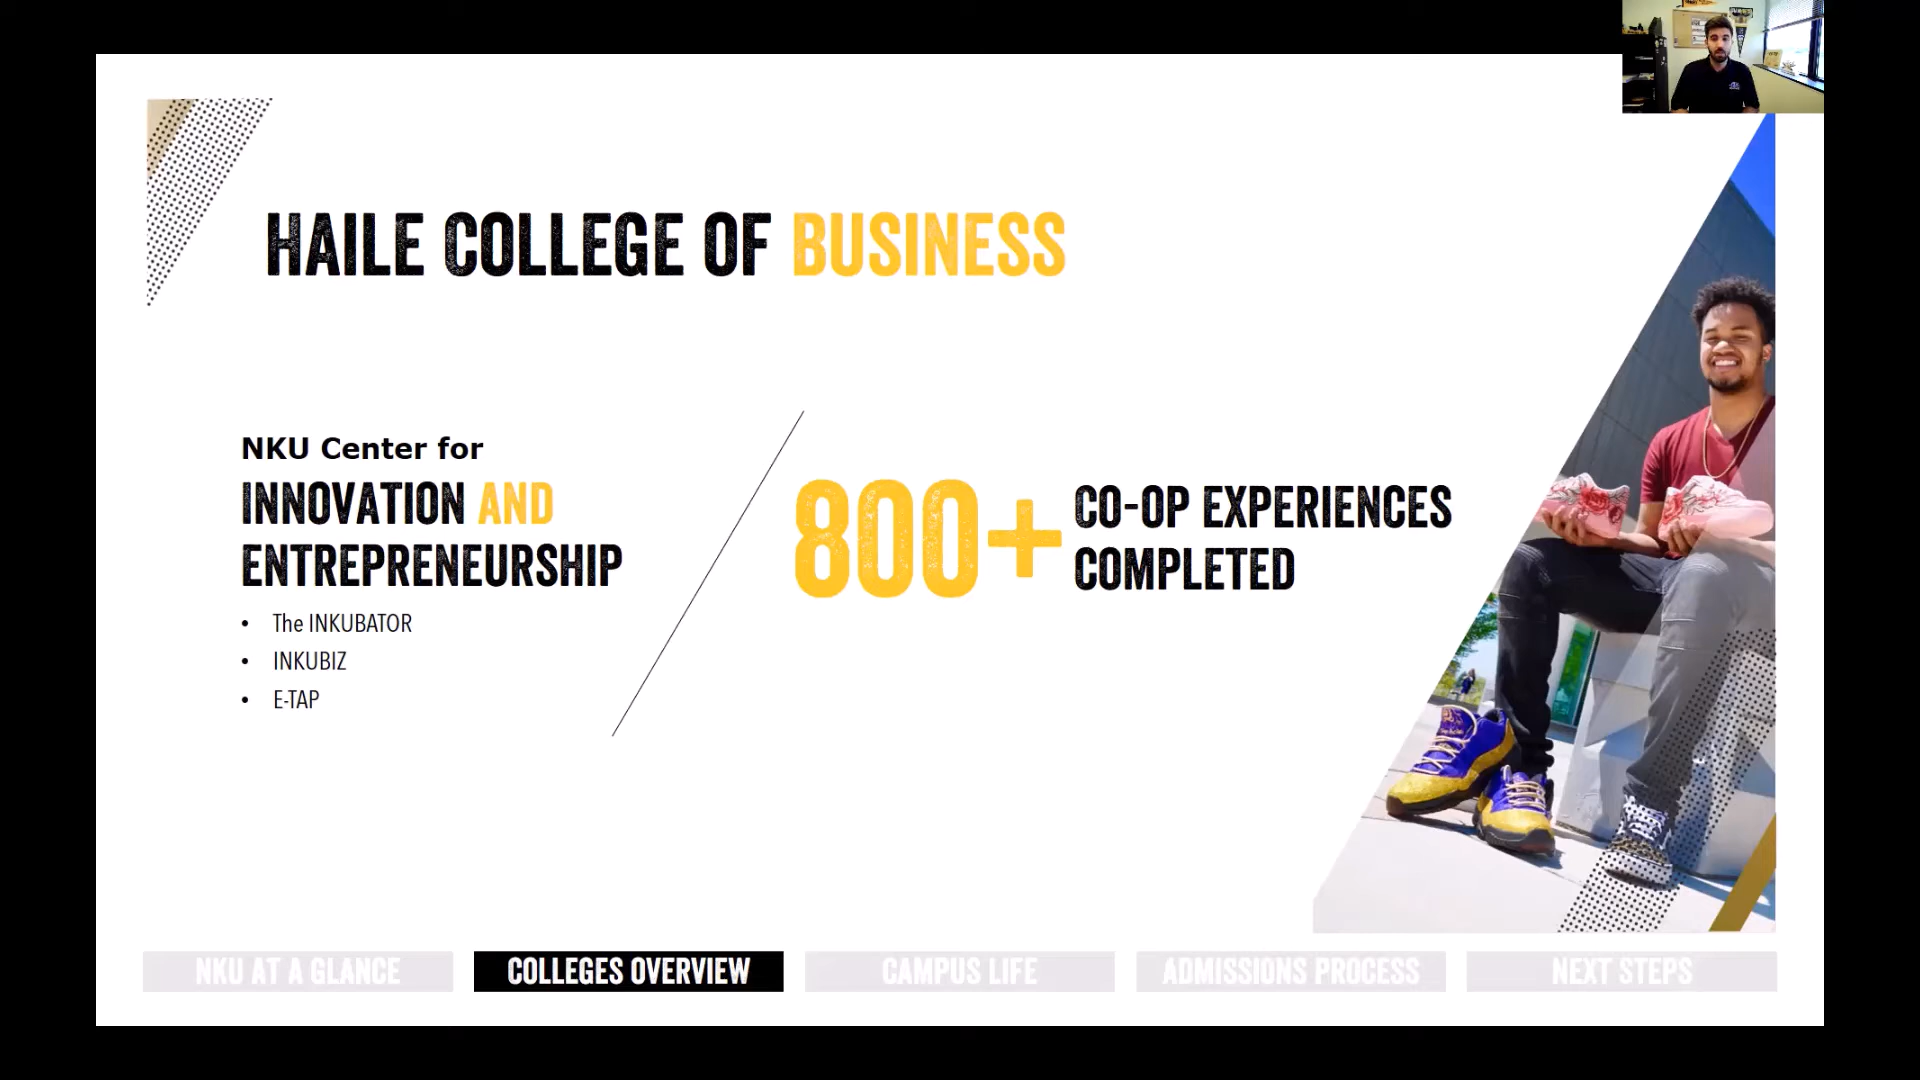 HAILE COLLEGE OF BUSINESS
NKU Center for
INNOVATION AND
ENTREPRENEURSHIP
• The INKUBATOR
• INKUBIZ
• E-TAP
800+ CO-OP EXPERIENCES
COMPLETED
NKU AT A GLANCE
COLLEGES OVERVIEW
CAMPUS LIFE
ADMISSIONS PROCESS
NEXT STEPS